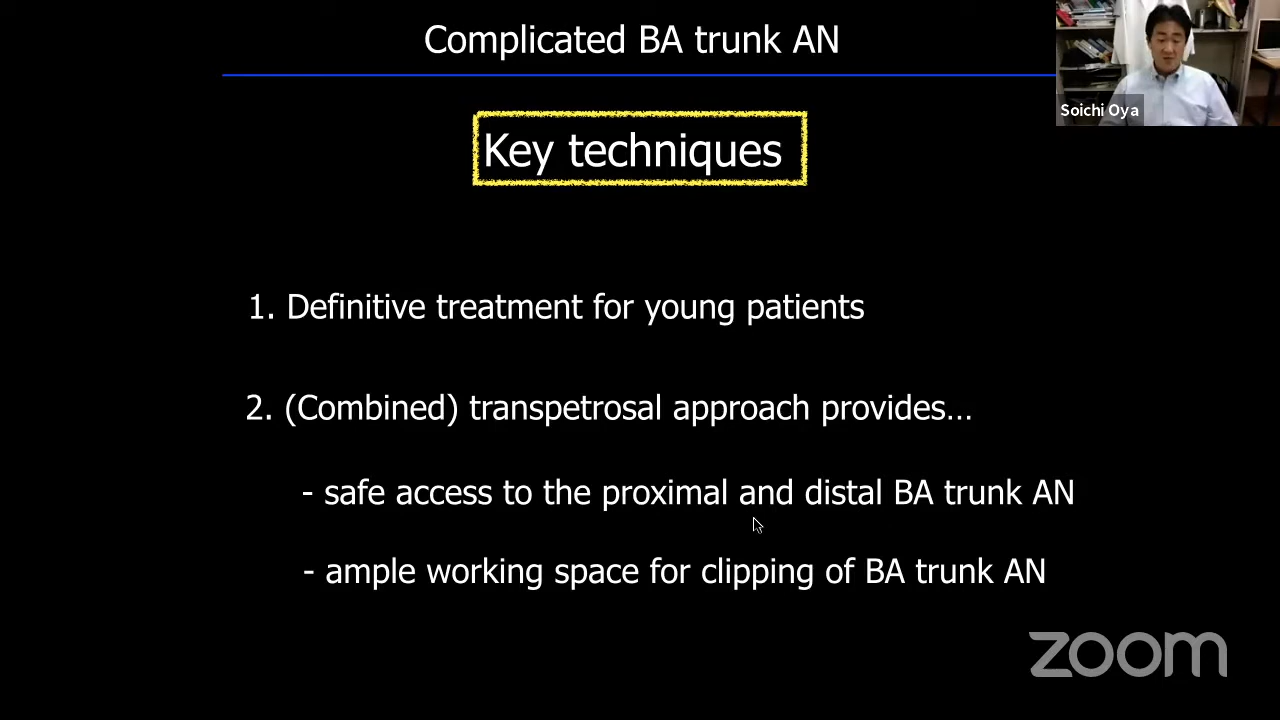 Complicated BA trunk AN
Soichi Oya
Key techniques
1. Definitive treatment for young patients
2. (Combined) transpetrosal approach provides…
- safe access to the proximal and distal BA trunk AN
- ample working space for clipping of BA trunk AN
zoom